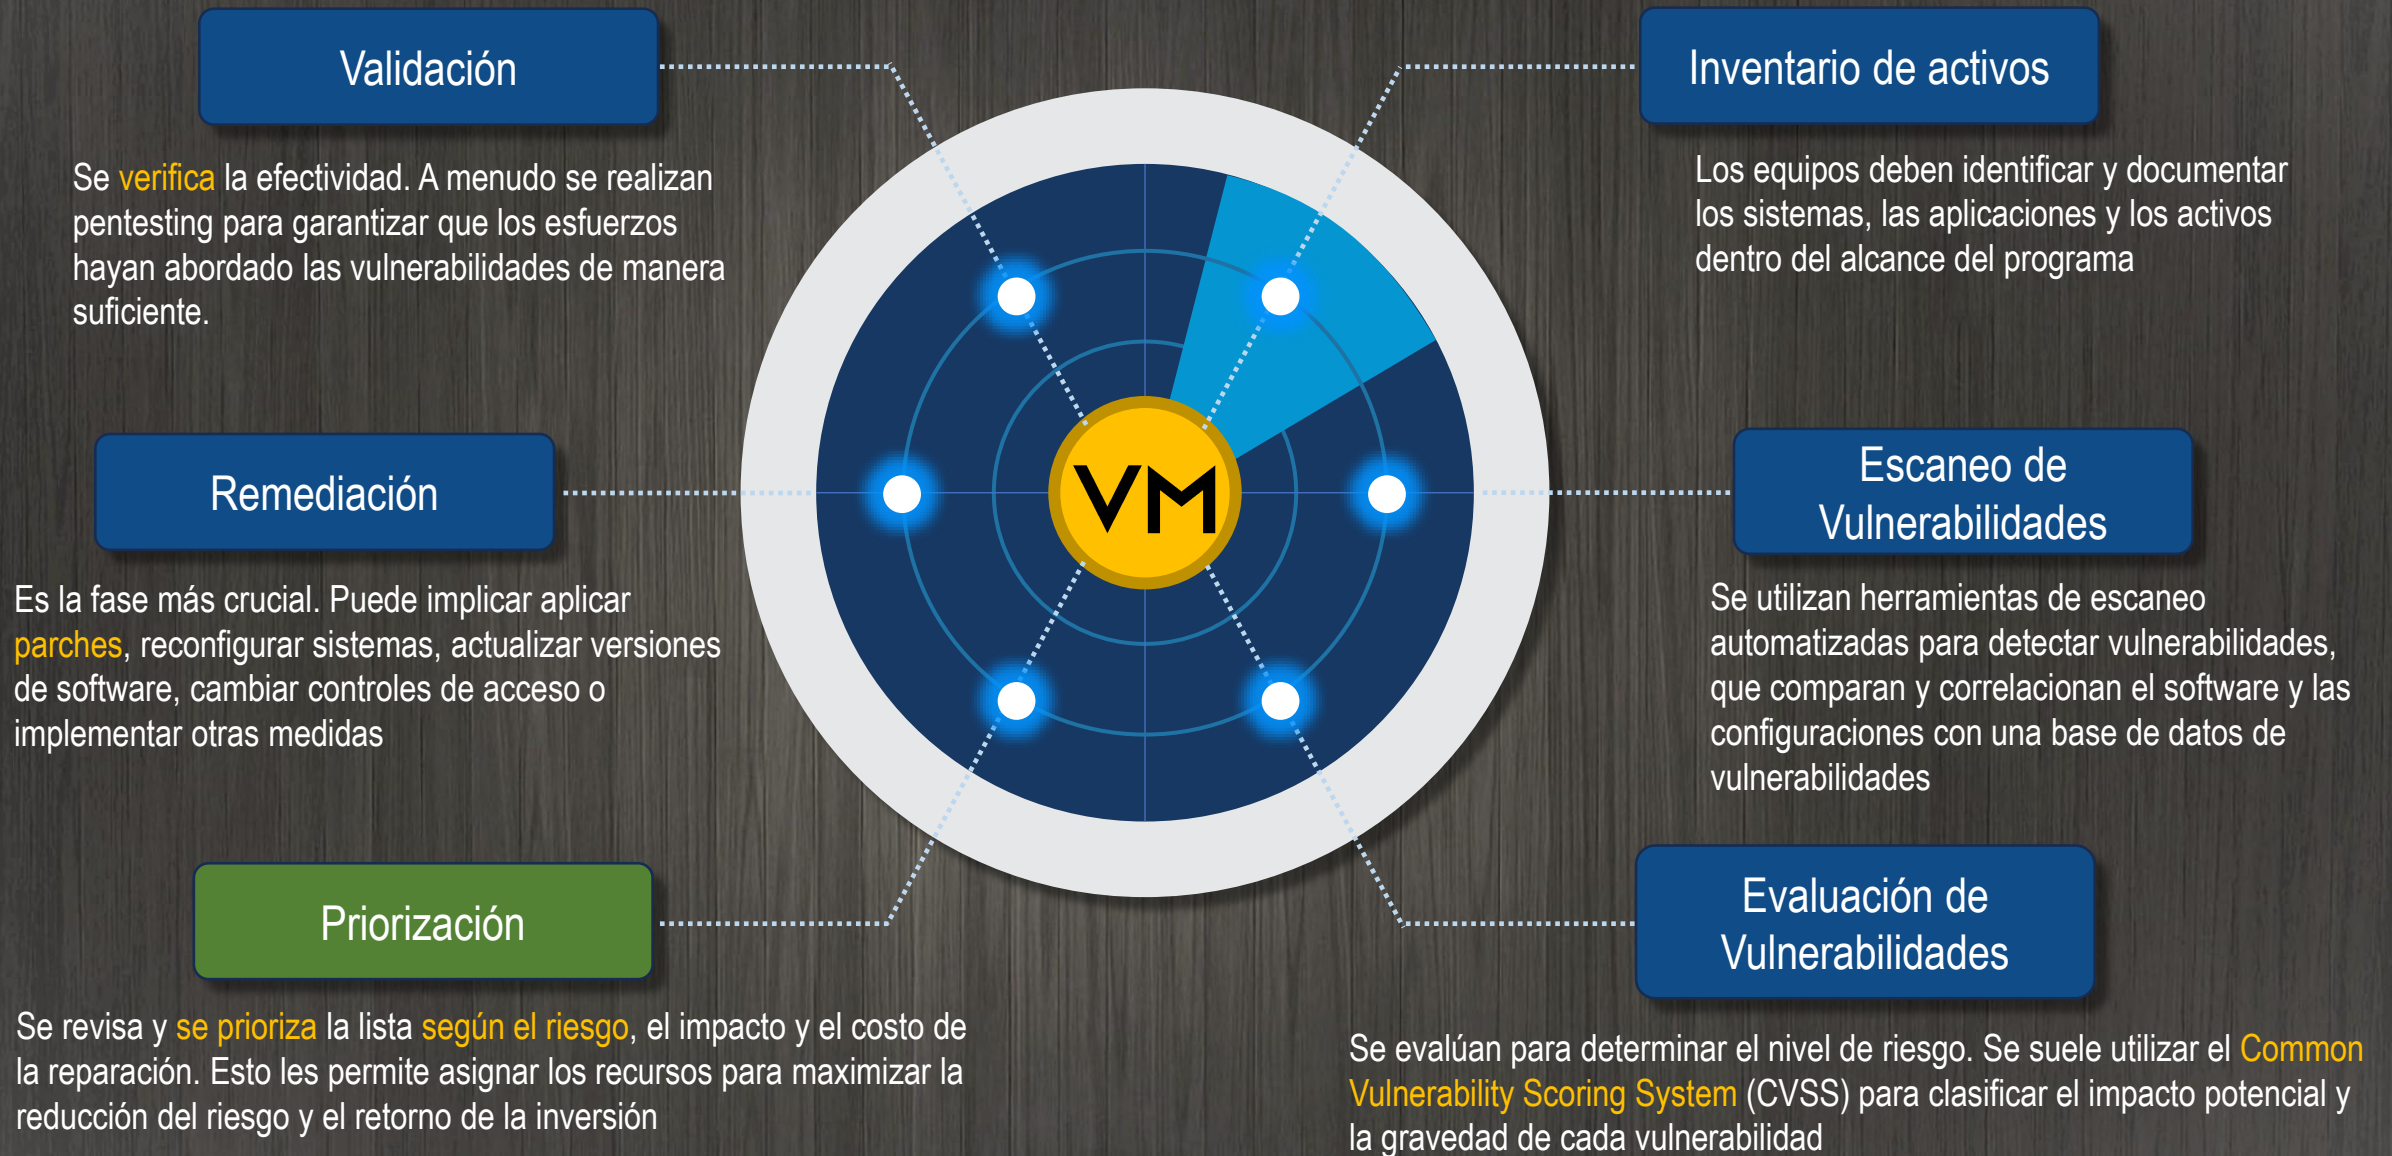 Validación
Se verifica la efectividad. A menudo se realizan
pentesting para garantizar que los esfuerzos
hayan abordado las vulnerabilidades de manera
suficiente.
Remediación
Es la fase más crucial. Puede implicar aplicar
parches, reconfigurar sistemas, actualizar versiones
de software, cambiar controles de acceso o
implementar otras medidas
Priorización
Se revisa y se prioriza la lista según el riesgo, el impacto y el costo de
la reparación. Esto les permite asignar los recursos para maximizar la
reducción del riesgo y el retorno de la inversión
VM
Inventario de activos
Los equipos deben identificar y documentar
los sistemas, las aplicaciones y los activos
dentro del alcance del programa
Escaneo de
Vulnerabilidades
Se utilizan herramientas de escaneo
automatizadas para detectar vulnerabilidades,
que comparan y correlacionan el software y las
configuraciones con una base de datos de
vulnerabilidades
Evaluación de
Vulnerabilidades
Se evalúan para determinar el nivel de riesgo. Se suele utilizar el Common
Vulnerability Scoring System (CVSS) para clasificar el impacto potencial y
la gravedad de cada vulnerabilidad